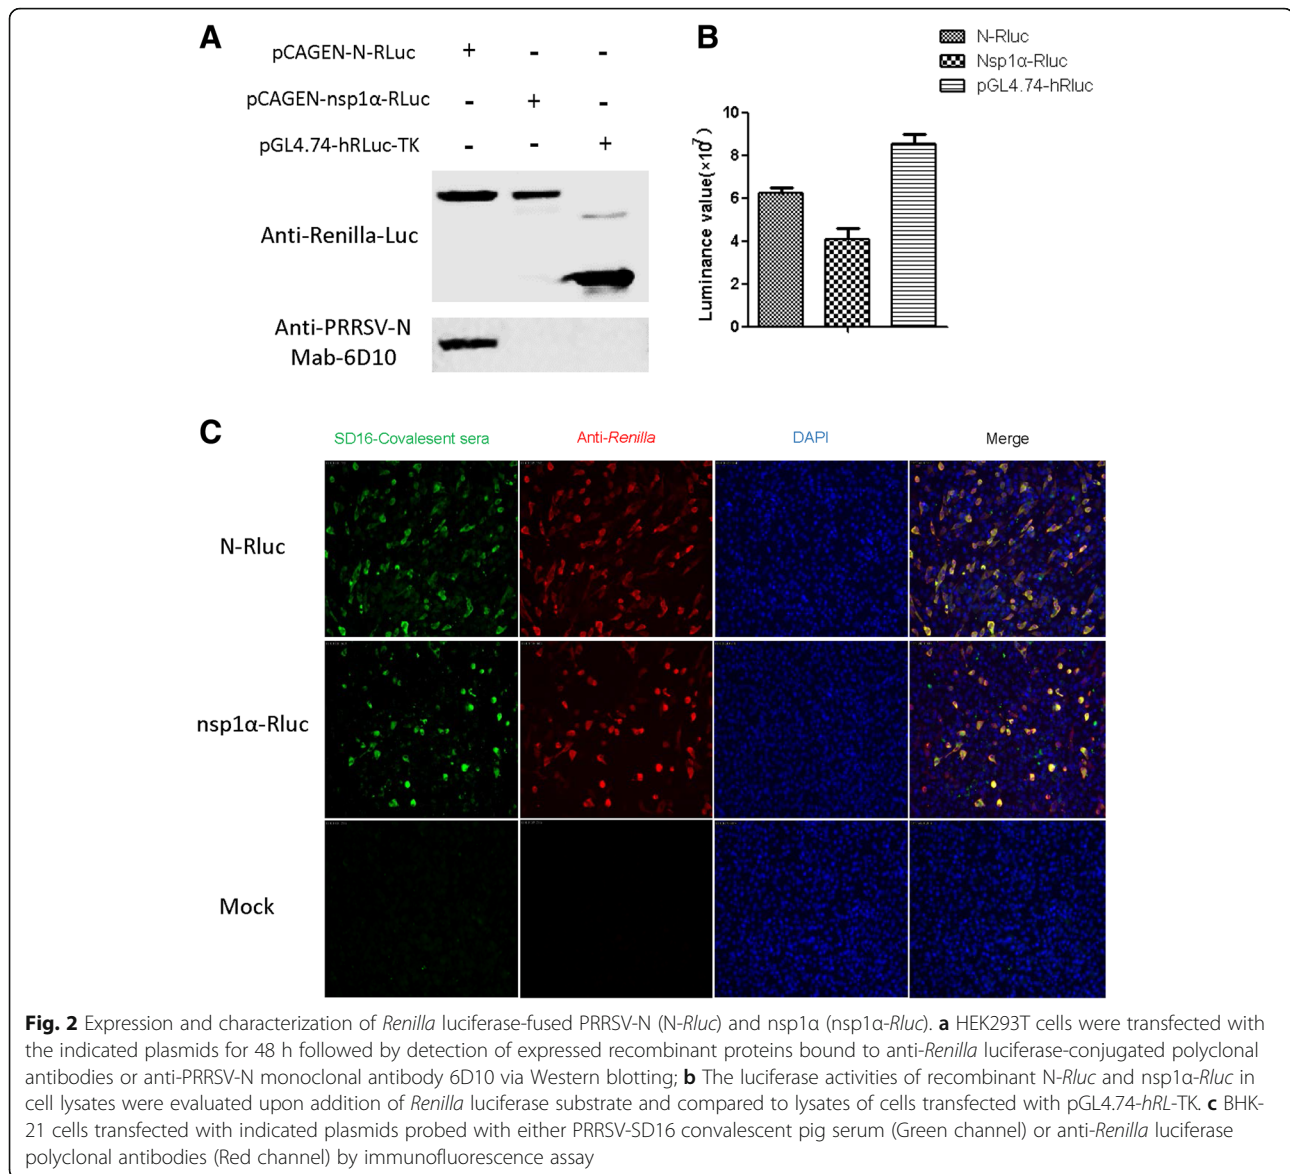 A
pCAGEN-N-RLuc + - -
pCAGEN-nsp1α-RLuc - + -
pGL4.74-hRLuc-TK - - +
Anti-Renilla-Luc
Anti-PRRSV-N
Mab-6D10
B
N-Rluc
Nsp1α-Rluc
pGL4.74-hRluc
Luminance value(×10⁷)
10
8
6
4
2
0
C
SD16-Covalesent sera Anti-Renilla DAPI Merge
N-Rluc
nsp1α-Rluc
Mock
Fig. 2 Expression and characterization of Renilla luciferase-fused PRRSV-N (N-Rluc) and nsp1α (nsp1α-Rluc). a HEK293T cells were transfected with
the indicated plasmids for 48 h followed by detection of expressed recombinant proteins bound to anti-Renilla luciferase-conjugated polyclonal
antibodies or anti-PRRSV-N monoclonal antibody 6D10 via Western blotting; b The luciferase activities of recombinant N-Rluc and nsp1α-Rluc in
cell lysates were evaluated upon addition of Renilla luciferase substrate and compared to lysates of cells transfected with pGL4.74-hRL-TK. c BHK-
21 cells transfected with indicated plasmids probed with either PRRSV-SD16 convalescent pig serum (Green channel) or anti-Renilla luciferase
polyclonal antibodies (Red channel) by immunofluorescence assay